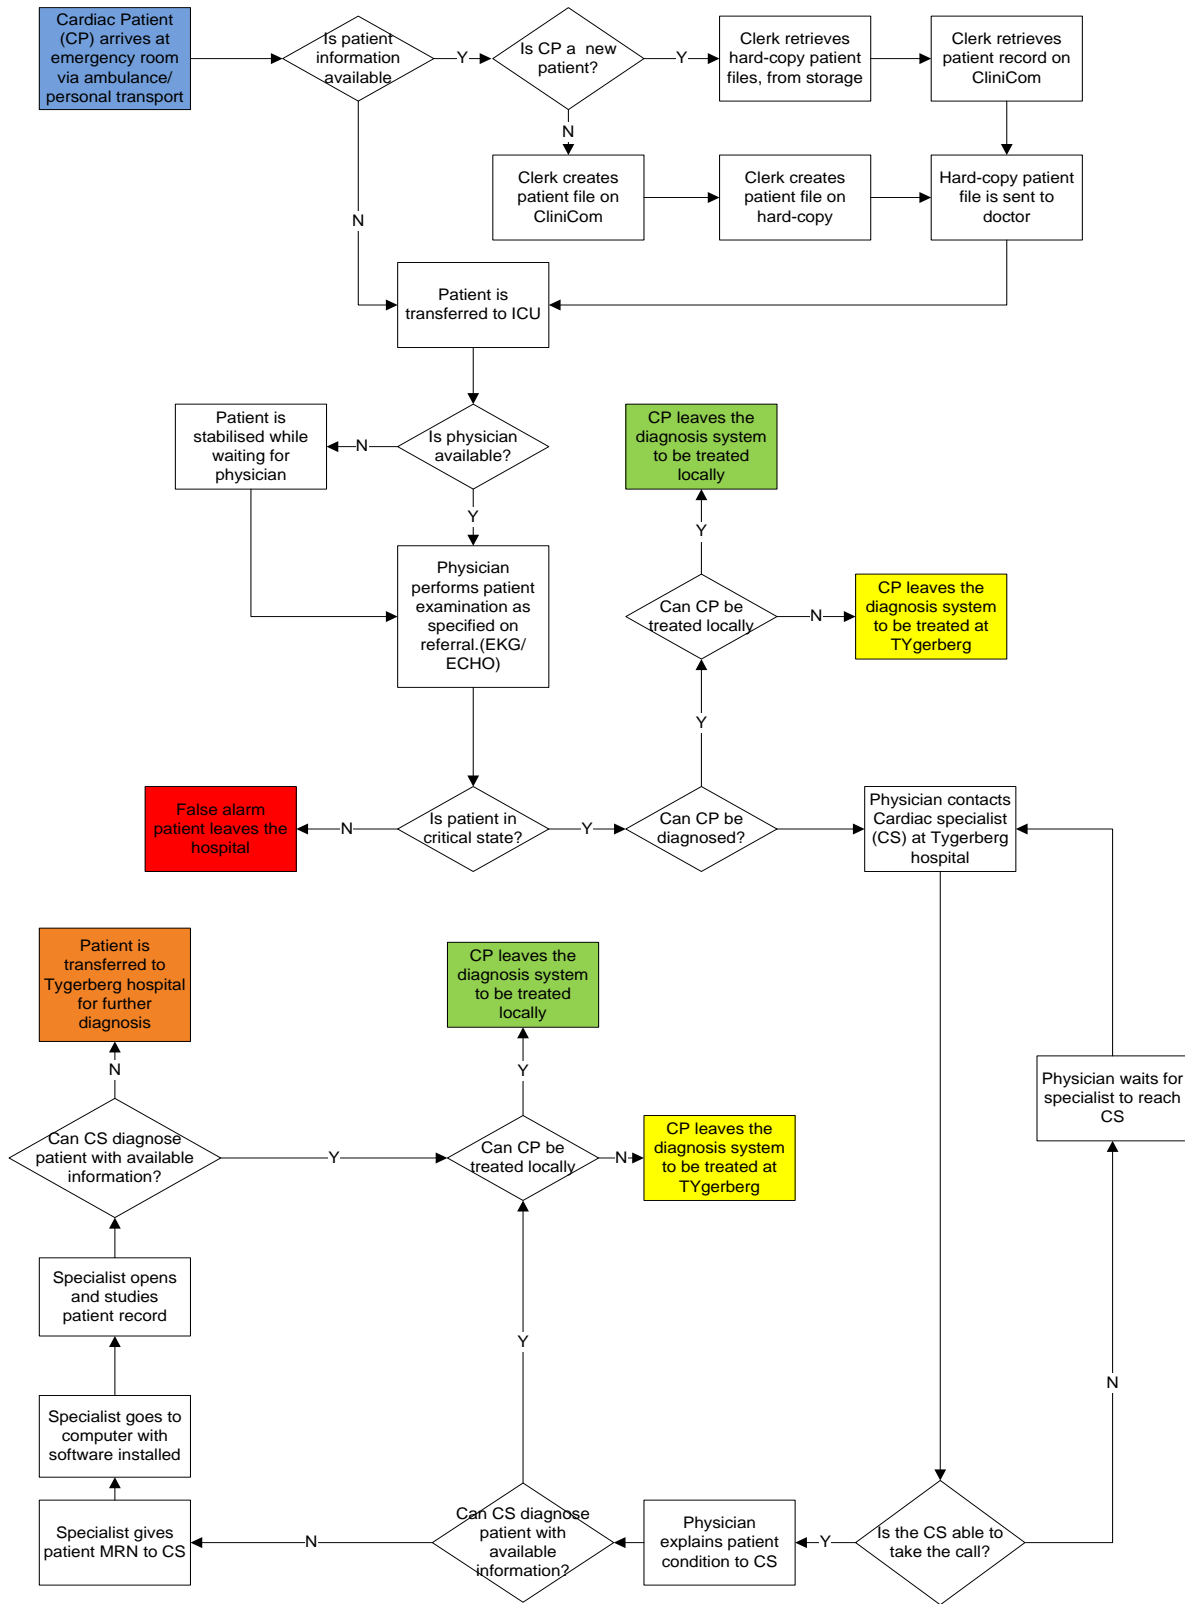 Cardiac Patient
(CP) arrives at
emergency room
via ambulance/
personal transport
Is patient
information
available
Y
Is CP a new
patient?
Y
Clerk retrieves
hard-copy patient
files, from storage
Clerk retrieves
patient record on
CliniCom
N
N
Clerk creates
patient file on
CliniCom
Clerk creates
patient file on
hard-copy
Hard-copy patient
file is sent to
doctor
Patient is
transferred to ICU
Patient is
stabilised while
waiting for
physician
N
Is physician
available?
Y
CP leaves the
diagnosis system
to be treated
locally
Y
Physician
performs patient
examination as
specified on
referral.(EKG/
ECHO)
Can CP be
treated locally
N
CP leaves the
diagnosis system
to be treated at
TYgerberg
Y
False alarm
patient leaves the
hospital
N
Is patient in
critical state?
Y
Can CP be
diagnosed?
Physician contacts
Cardiac specialist
(CS) at Tygerberg
hospital
Patient is
transferred to
Tygerberg hospital
for further
diagnosis
CP leaves the
diagnosis system
to be treated
locally
N
Y
Physician waits for
specialist to reach
CS
Can CS diagnose
patient with available
information?
Y
Can CP be
treated locally
N
CP leaves the
diagnosis system
to be treated at
TYgerberg
Specialist opens
and studies
patient record
Y
N
Specialist goes to
computer with
software installed
Specialist gives
patient MRN to CS
N
Can CS diagnose
patient with
available
information?
Physician
explains patient
condition to CS
Y
Is the CS able to
take the call?